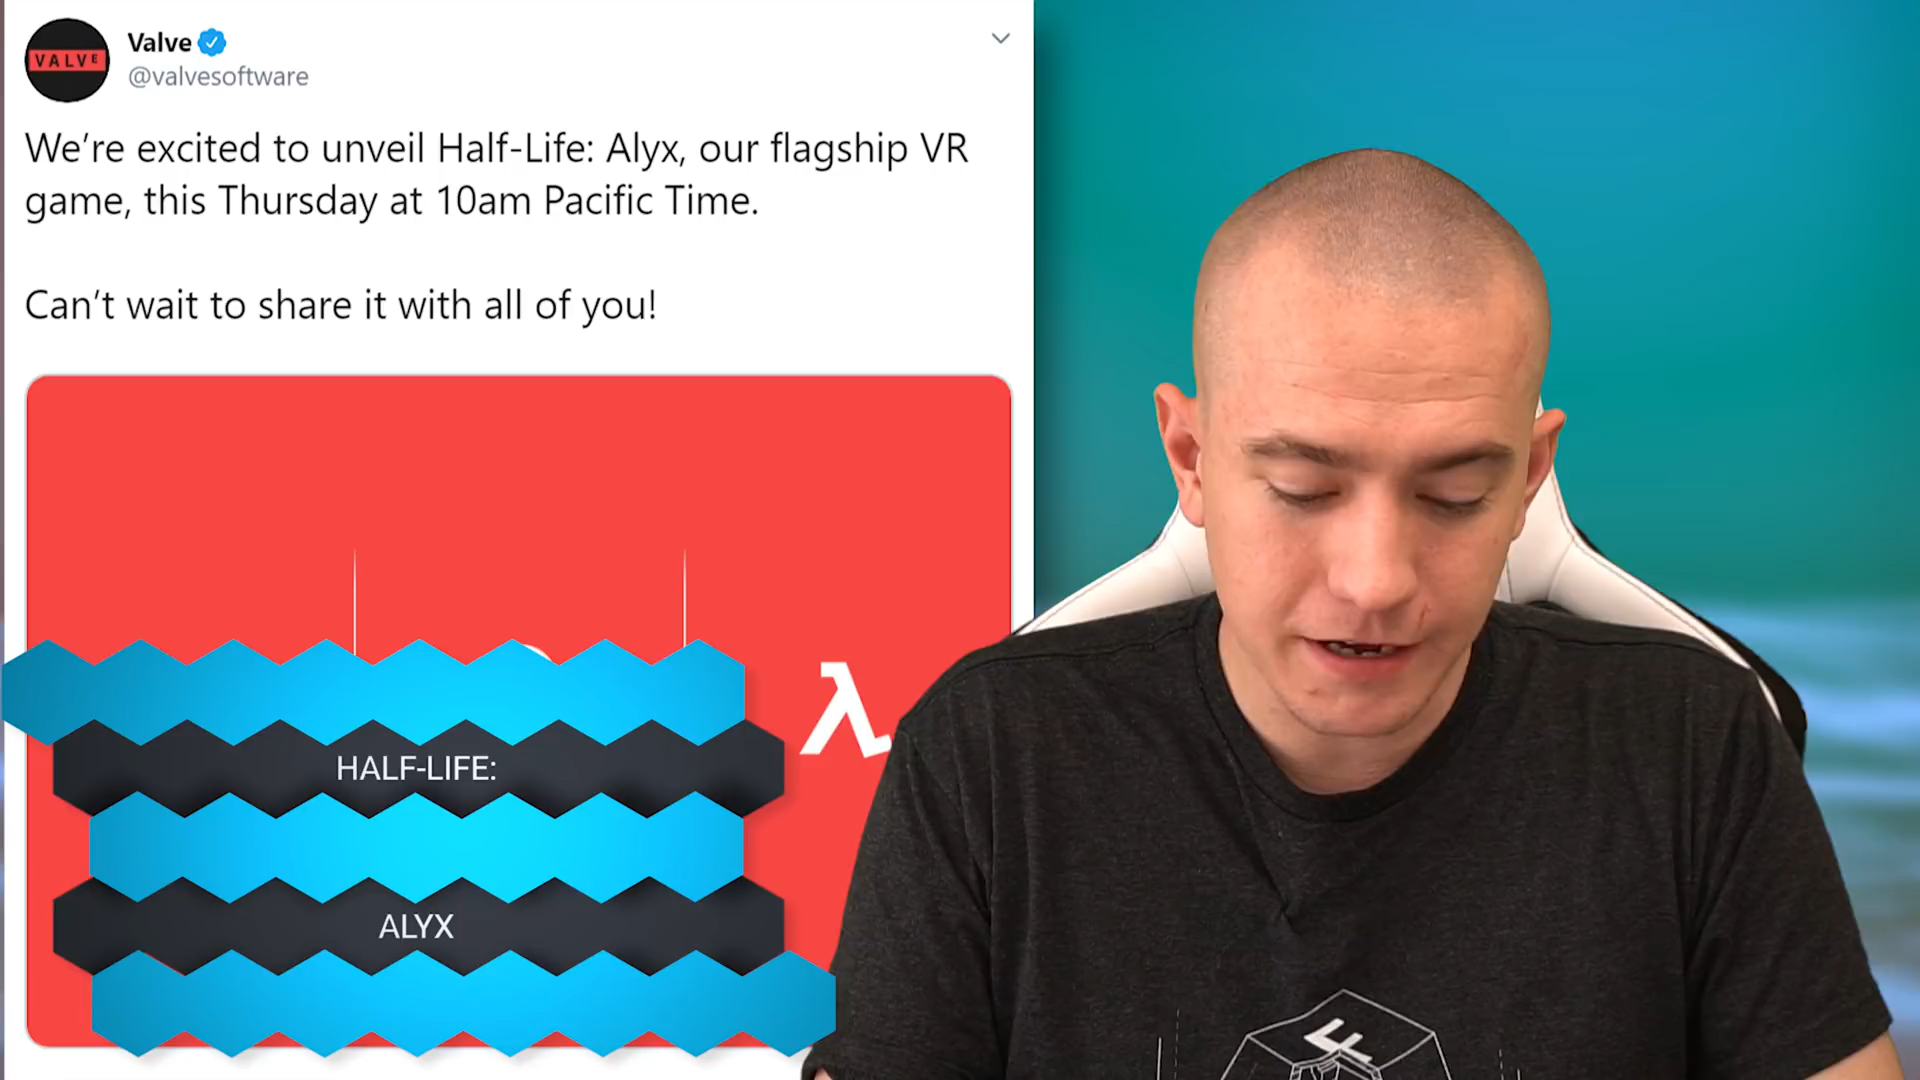 VALVE
Valve
@valvesoftware
We’re excited to unveil Half-Life: Alyx, our flagship VR
game, this Thursday at 10am Pacific Time.
Can’t wait to share it with all of you!
λ
HALF-LIFE:
ALYX